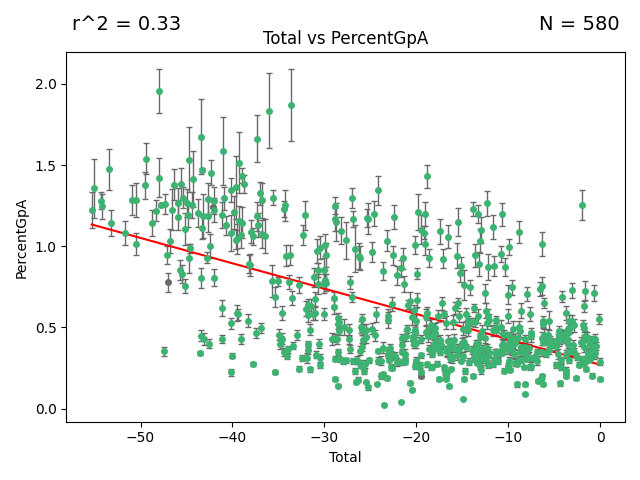 r^2 = 0.33
N = 580
Total vs PercentGpA
PercentGpA
2.0
1.5
1.0
0.5
0.0
−50
−40
−30
−20
−10
0
Total